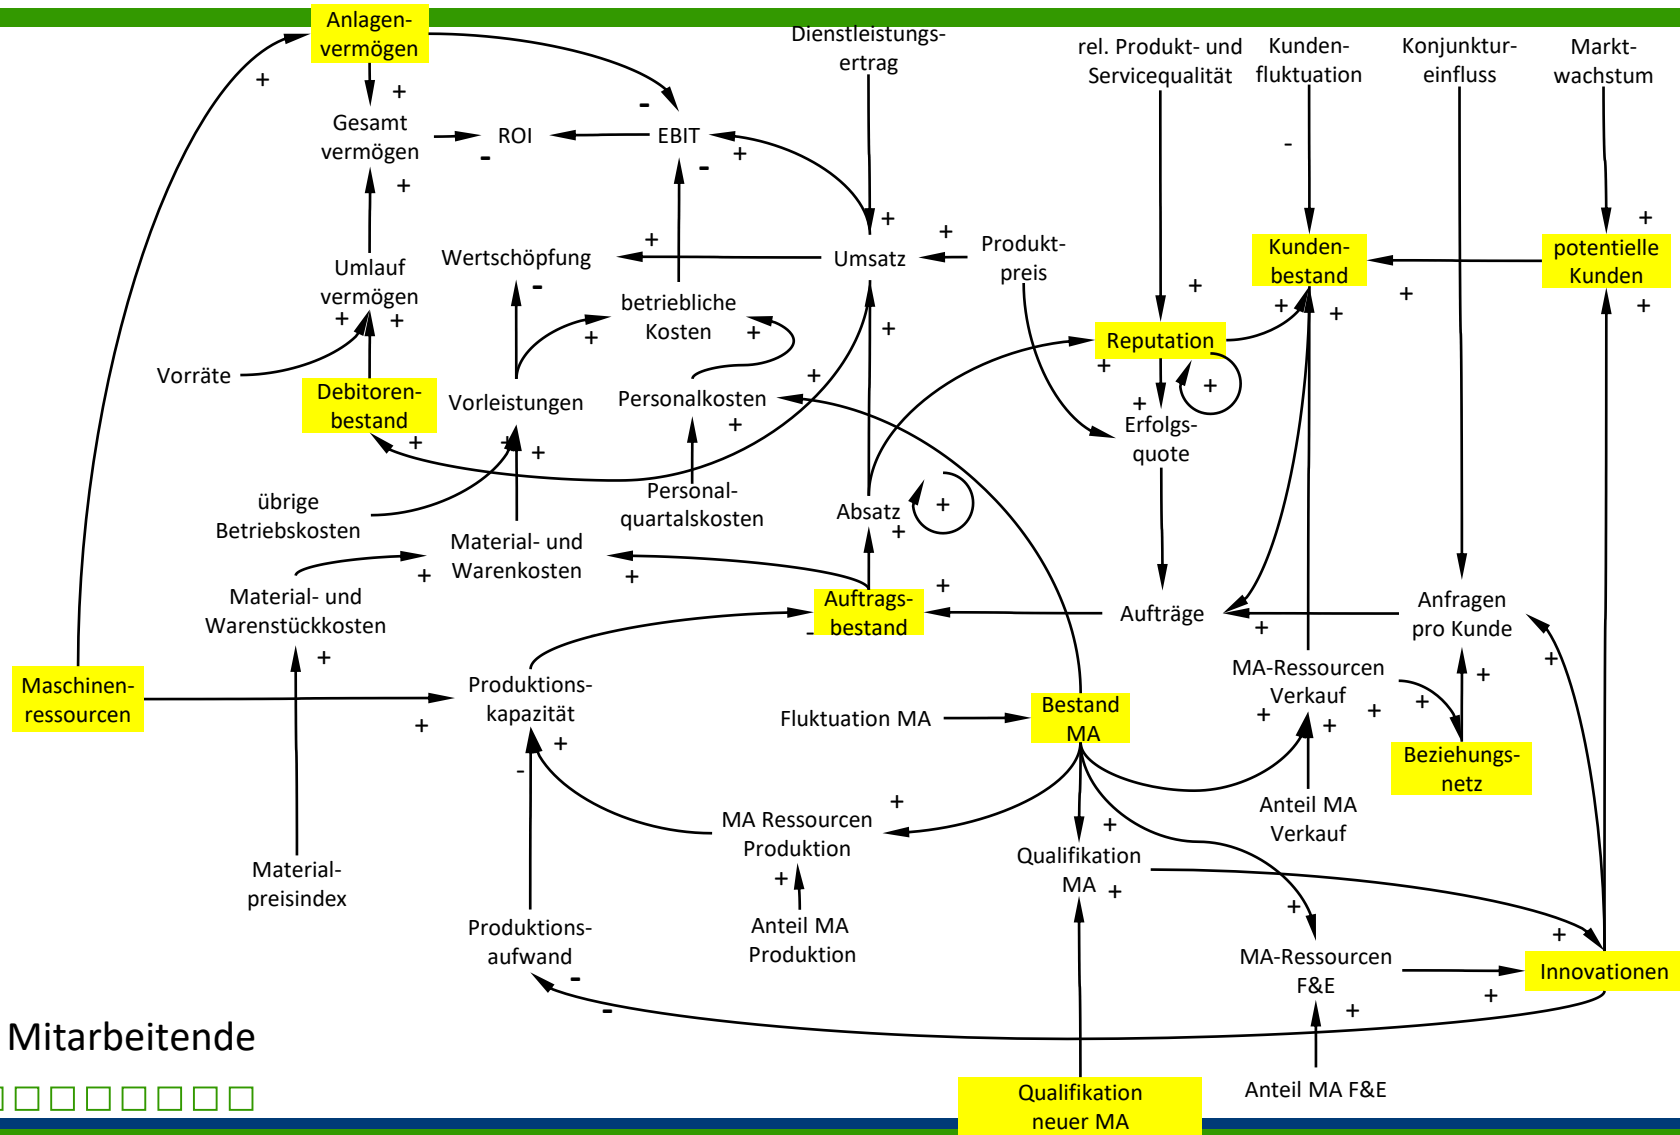 Anlagen-
vermögen
Dienstleistungs-
ertrag
rel. Produkt- und
Servicequalität
Kunden-
fluktuation
Konjunktur-
einfluss
Markt-
wachstum
+
+
-
-
Gesamt
vermögen
-
ROI
EBIT
+
-
+
+
+
+
+
Wertschöpfung
Umsatz
Produkt-
preis
Kunden-
bestand
potentielle
Kunden
Umlauf
vermögen
-
betriebliche
Kosten
+
+
+
+
+
+
+
+
+
+
+
Reputation
+
+
+
Vorräte
Debitoren-
bestand
Vorleistungen
Personalkosten
+
Erfolgs-
quote
+
+
+
+
übrige
Betriebskosten
Personal-
quartalskosten
Absatz
+
+
Material- und
Warenkosten
+
+
+
Material- und
Warenstückkosten
Auftrags-
bestand
-
Aufträge
+
Anfragen
pro Kunde
+
+
+
Maschinen-
ressourcen
Produktions-
kapazität
+
+
-
Fluktuation MA
Bestand
MA
MA-Ressourcen
Verkauf
+
+
+
+
Beziehungs-
netz
Anteil MA
Verkauf
+
MA Ressourcen
Produktion
+
+
Qualifikation
MA
+
Material-
preisindex
Anteil MA
Produktion
Produktions-
aufwand
-
-
+
+
MA-Ressourcen
F&E
+
+
Innovationen
Mitarbeitende
Qualifikation
neuer MA
Anteil MA F&E